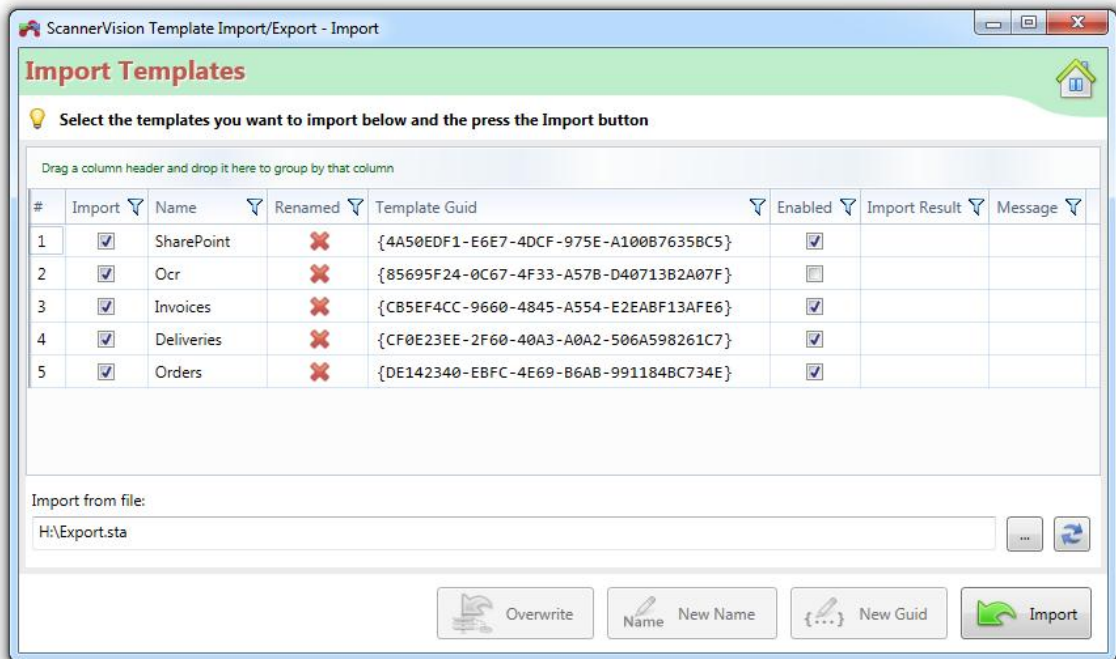 ScannerVision Template Import/Export - Import
Import Templates
Select the templates you want to import below and the press the Import button
Drag a column header and drop it here to group by that column
# Import Name Renamed Template Guid Enabled Import Result Message
1 SharePoint {4A50EDF1-E6E7-4DCF-975E-A100B7635BC5}
2 Ocr {85695F24-0C67-4F33-A57B-D40713B2A07F}
3 Invoices {CB5EF4CC-9660-4845-A554-E2EABF13AFE6}
4 Deliveries {CF0E23EE-2F60-40A3-A0A2-506A598261C7}
5 Orders {DE142340-EBFC-4E69-B6AB-991184BC734E}
Import from file:
H:\Export.sta
...
Overwrite Name New Name {...} New Guid Import